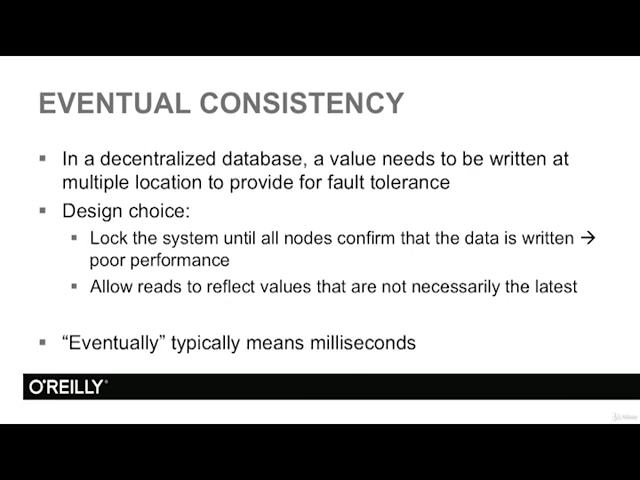 EVENTUAL CONSISTENCY
▪ In a decentralized database, a value needs to be written at
multiple location to provide for fault tolerance
▪ Design choice:
▪ Lock the system until all nodes confirm that the data is written →
poor performance
▪ Allow reads to reflect values that are not necessarily the latest
▪ “Eventually” typically means milliseconds
O'REILLY®